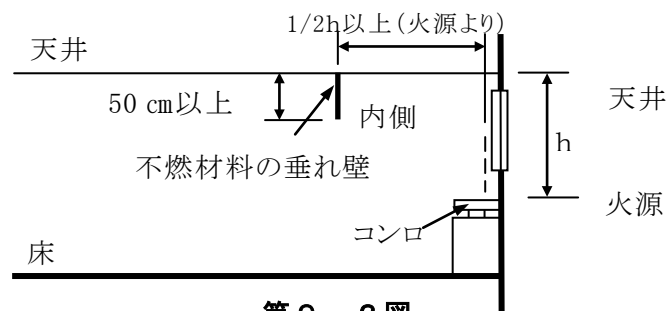 1/2h以上(火源より)
天井
50 cm以上
内側
天井
h
不燃材料の垂れ壁
火源
コンロ
床